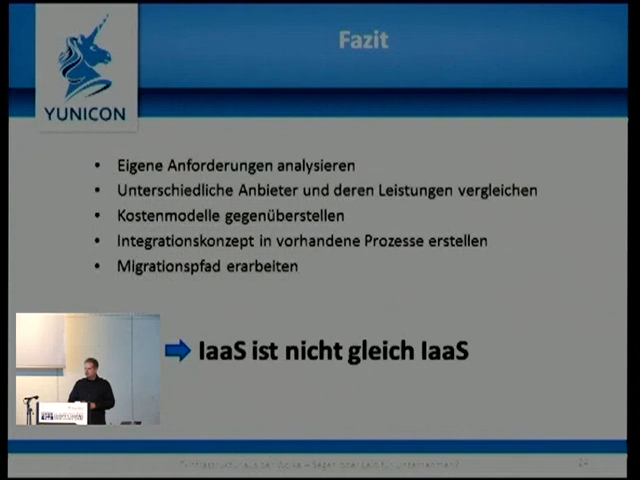 Fazit
YUNICON
• Eigene Anforderungen analysieren
• Unterschiedliche Anbieter und deren Leistungen vergleichen
• Kostenmodelle gegenüberstellen
• Integrationskonzept in vorhandene Prozesse erstellen
• Migrationspfad erarbeiten
IaaS ist nicht gleich IaaS